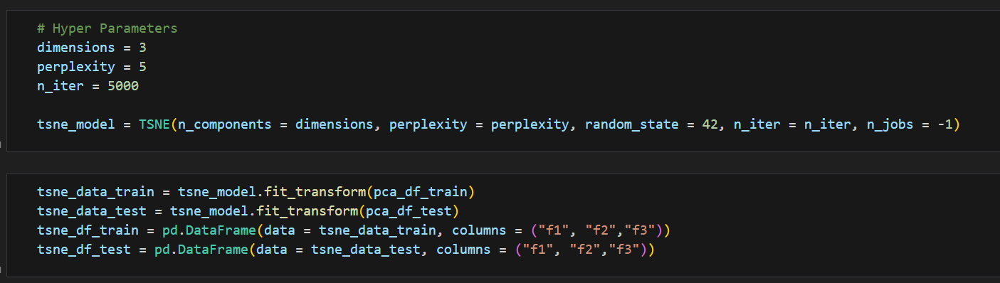 # Hyper Parameters
dimensions = 3
perplexity = 5
n_iter = 5000
tsne_model = TSNE(n_components = dimensions, perplexity = perplexity, random_state = 42, n_iter = n_iter, n_jobs = -1)
tsne_data_train = tsne_model.fit_transform(pca_df_train)
tsne_data_test = tsne_model.fit_transform(pca_df_test)
tsne_df_train = pd.DataFrame(data = tsne_data_train, columns = ("f1", "f2","f3"))
tsne_df_test = pd.DataFrame(data = tsne_data_test, columns = ("f1", "f2","f3"))